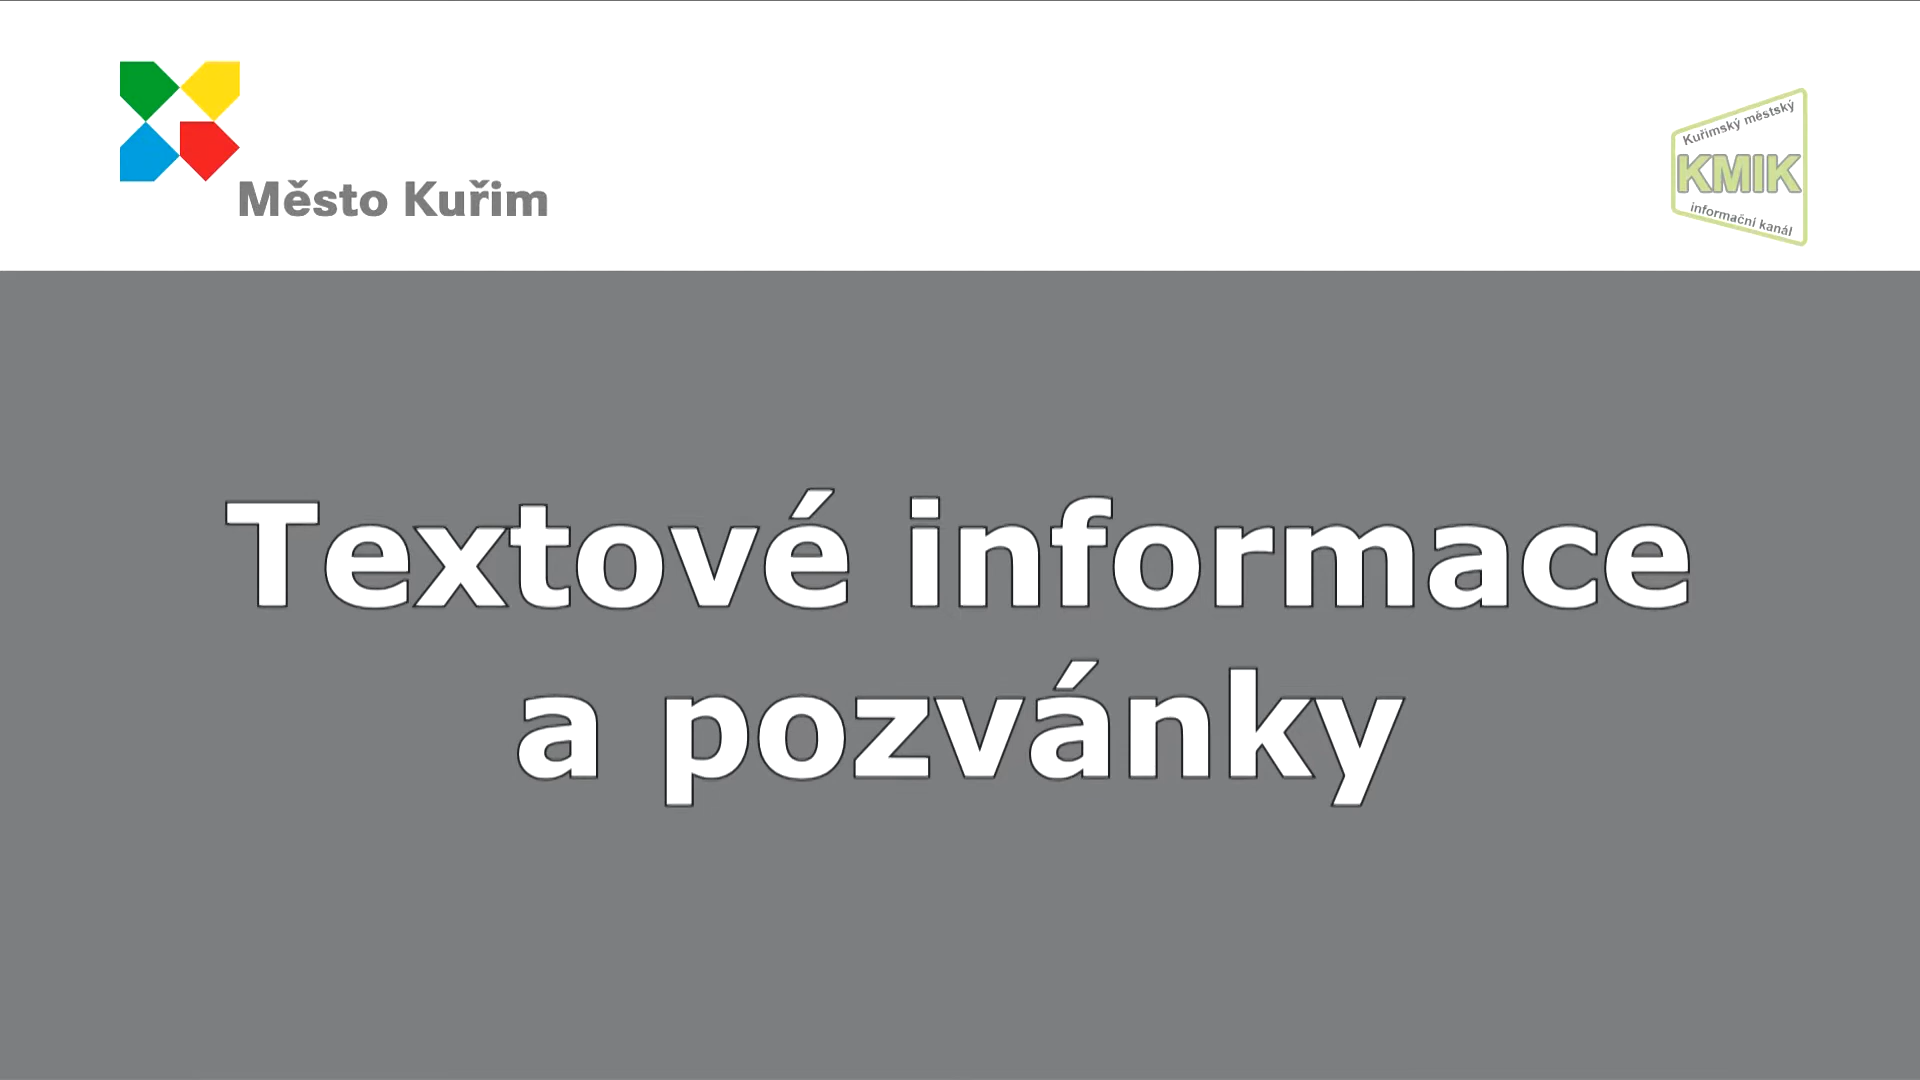 Město Kuřim
Kuřimský městský
KMIK
informační kanál
Textové informace
a pozvánky